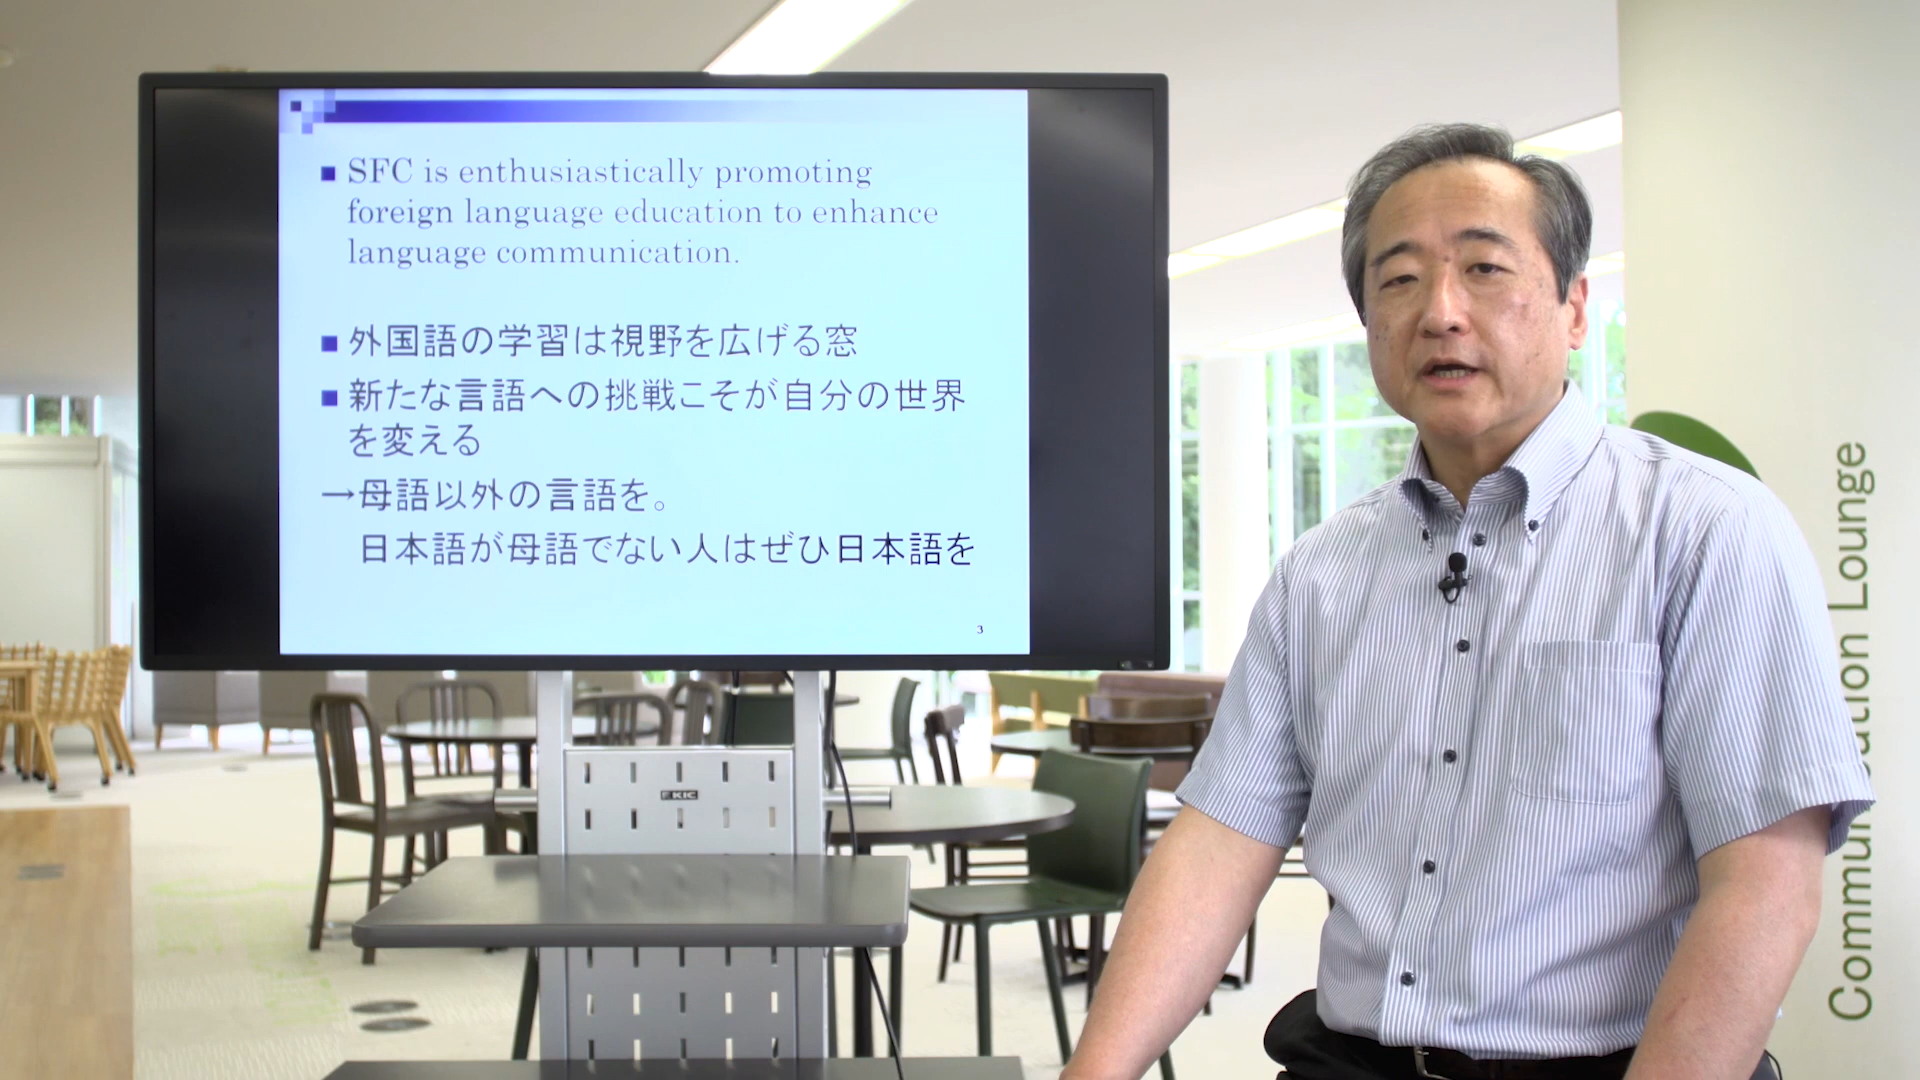 ■ SFC is enthusiastically promoting
foreign language education to enhance
language communication.
■ 外国語の学習は視野を広げる窓
■ 新たな言語への挑戦こそが自分の世界
を変える
→母語以外の言語を。
日本語が母語でない人はぜひ日本語を
3
KIC
Communication Lounge